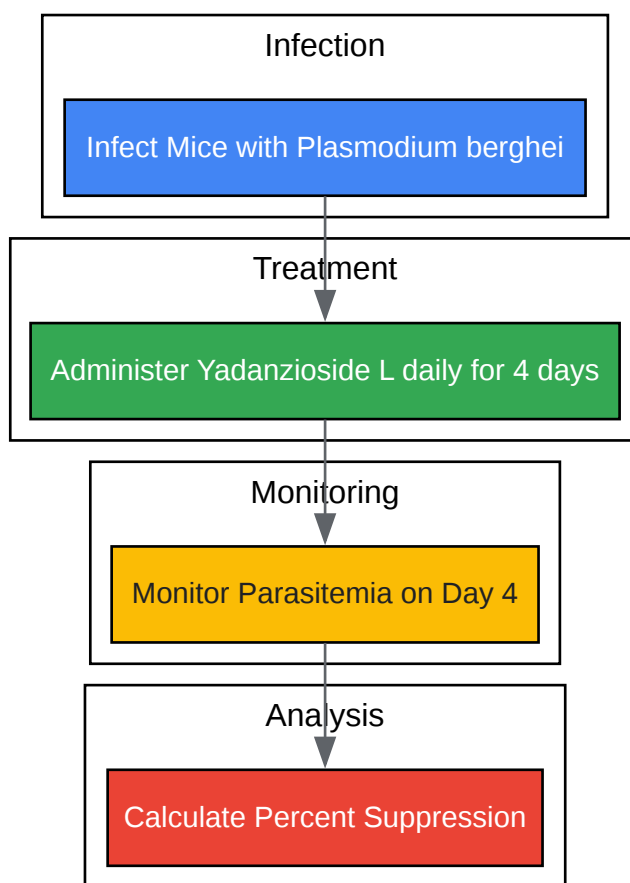 Infection
Infect Mice with Plasmodium berghei
Treatment
Administer Yadanzioside L daily for 4 days
Monitoring
Monitor Parasitemia on Day 4
Analysis
Calculate Percent Suppression